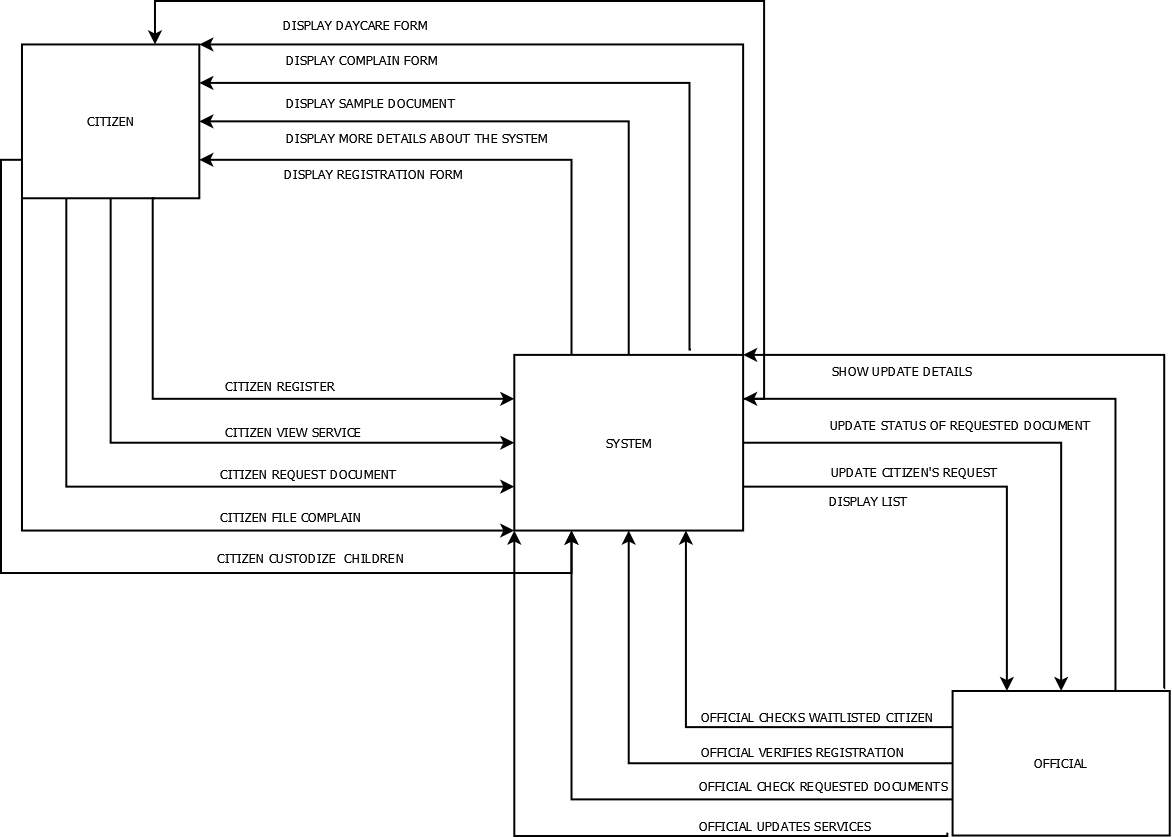 DISPLAY DAYCARE FORM
DISPLAY COMPLAIN FORM
DISPLAY SAMPLE DOCUMENT
CITIZEN
DISPLAY MORE DETAILS ABOUT THE SYSTEM
DISPLAY REGISTRATION FORM
SHOW UPDATE DETAILS
CITIZEN REGISTER
UPDATE STATUS OF REQUESTED DOCUMENT
CITIZEN VIEW SERVICE
SYSTEM
UPDATE CITIZEN'S REQUEST
CITIZEN REQUEST DOCUMENT
DISPLAY LIST
CITIZEN FILE COMPLAIN
CITIZEN CUSTODIZE CHILDREN
OFFICIAL CHECKS WAITLISTED CITIZEN
OFFICIAL VERIFIES REGISTRATION
OFFICIAL
OFFICIAL CHECK REQUESTED DOCUMENTS
OFFICIAL UPDATES SERVICES